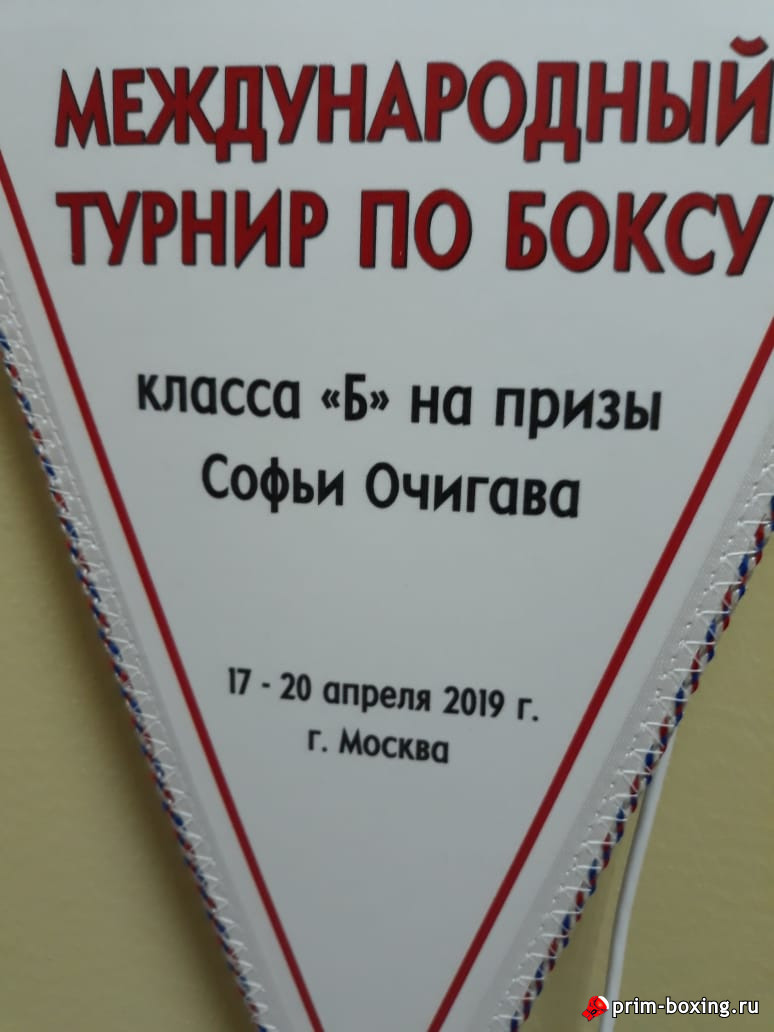 МЕЖДУНАРОДНЫЙ
ТУРНИР ПО БОКСУ
класса «Б» на призы
Софьи Очигава
17 - 20 апреля 2019 г.
г. Москва
prim-boxing.ru